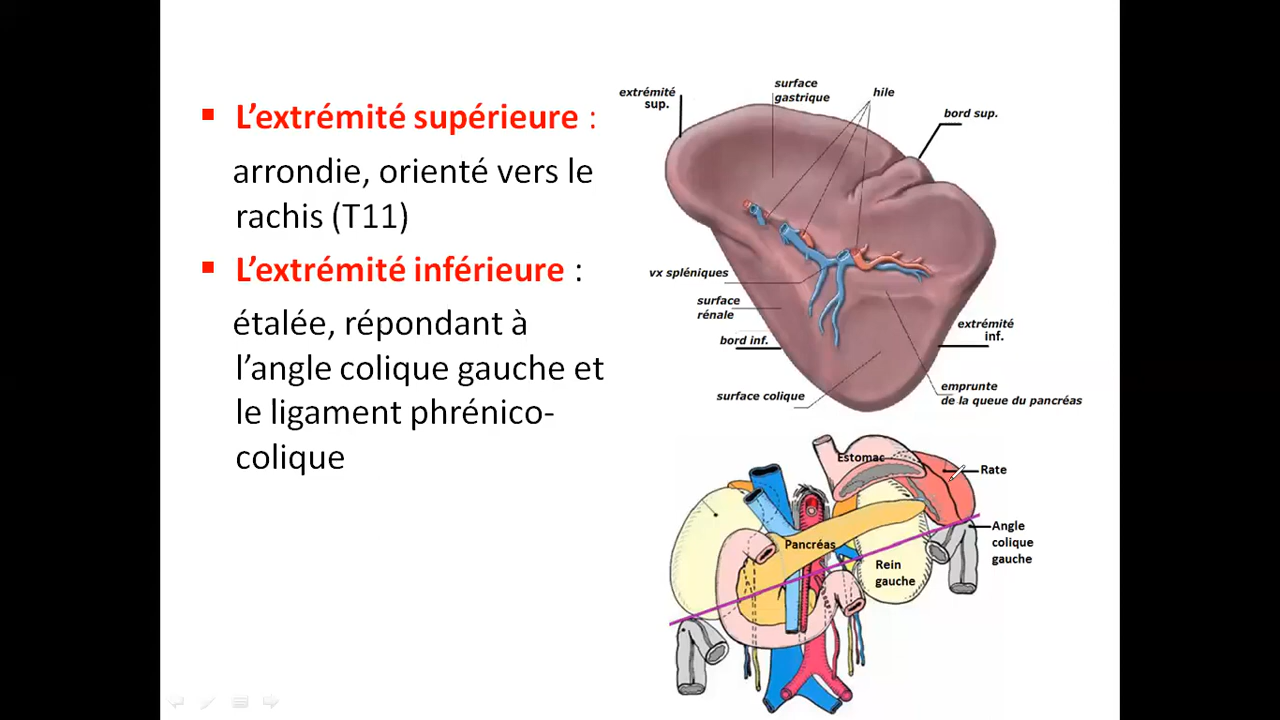 L'extrémité supérieure :
arrondie, orienté vers le
rachis (T11)
L'extrémité inférieure :
étalée, répondant à
l'angle colique gauche et
le ligament phrénico-
colique
extrémité
sup.
surface
gastrique
hile
bord sup.
vx spléniques
surface
rénale
bord inf.
surface colique
extrémité
inf.
emprunte
de la queue du pancréas
Estomac
Rate
Pancréas
Angle
colique
gauche
Rein
gauche